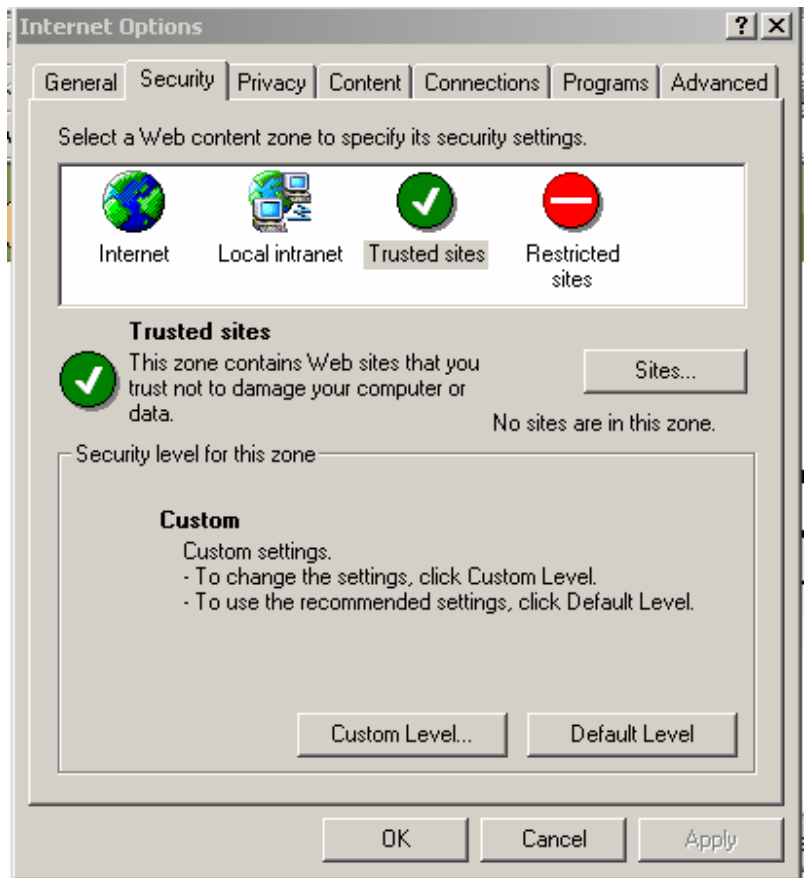 Internet Options
General Security Privacy Content Connections Programs Advanced
Select a Web content zone to specify its security settings.
Internet Local intranet Trusted sites Restricted
sites
Trusted sites
This zone contains Web sites that you
trust not to damage your computer or
data.
Sites...
No sites are in this zone.
Security level for this zone
Custom
Custom settings.
- To change the settings, click Custom Level.
- To use the recommended settings, click Default Level.
Custom Level... Default Level
OK Cancel Apply